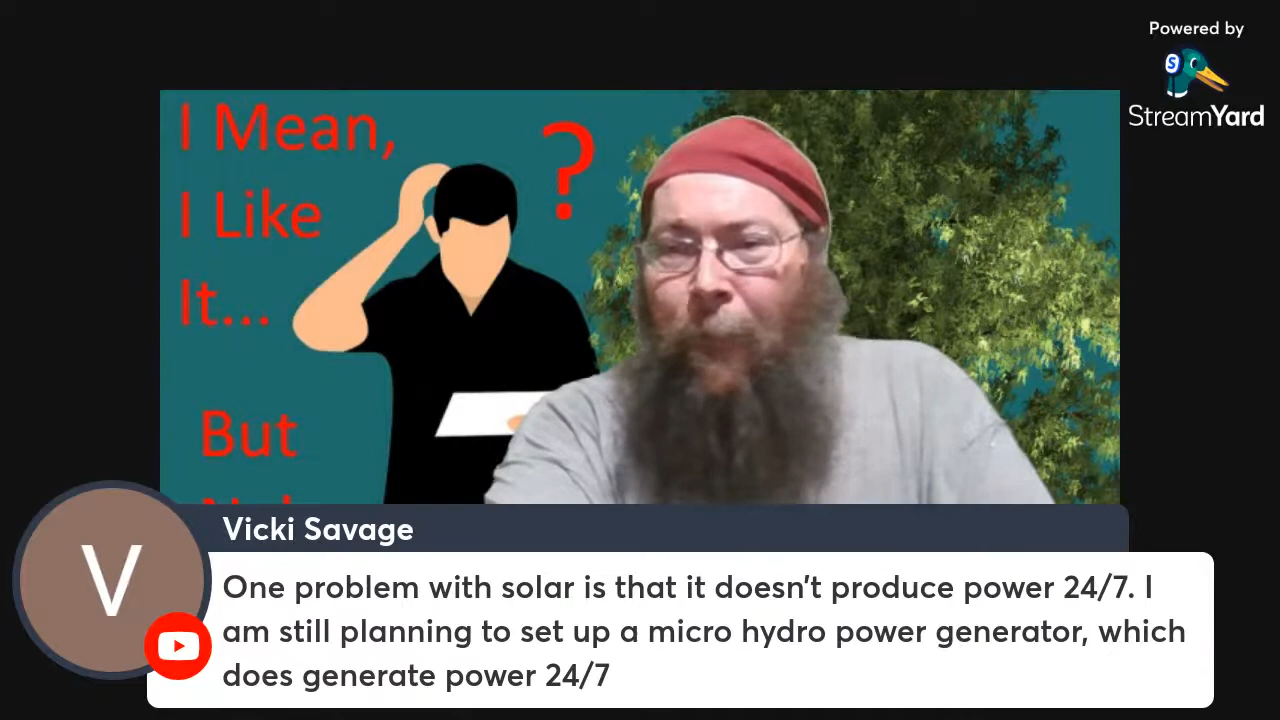 Powered by
StreamYard
I Mean,
I Like
It...
?
But
Vicki Savage
V
One problem with solar is that it doesn't produce power 24/7. I
am still planning to set up a micro hydro power generator, which
does generate power 24/7